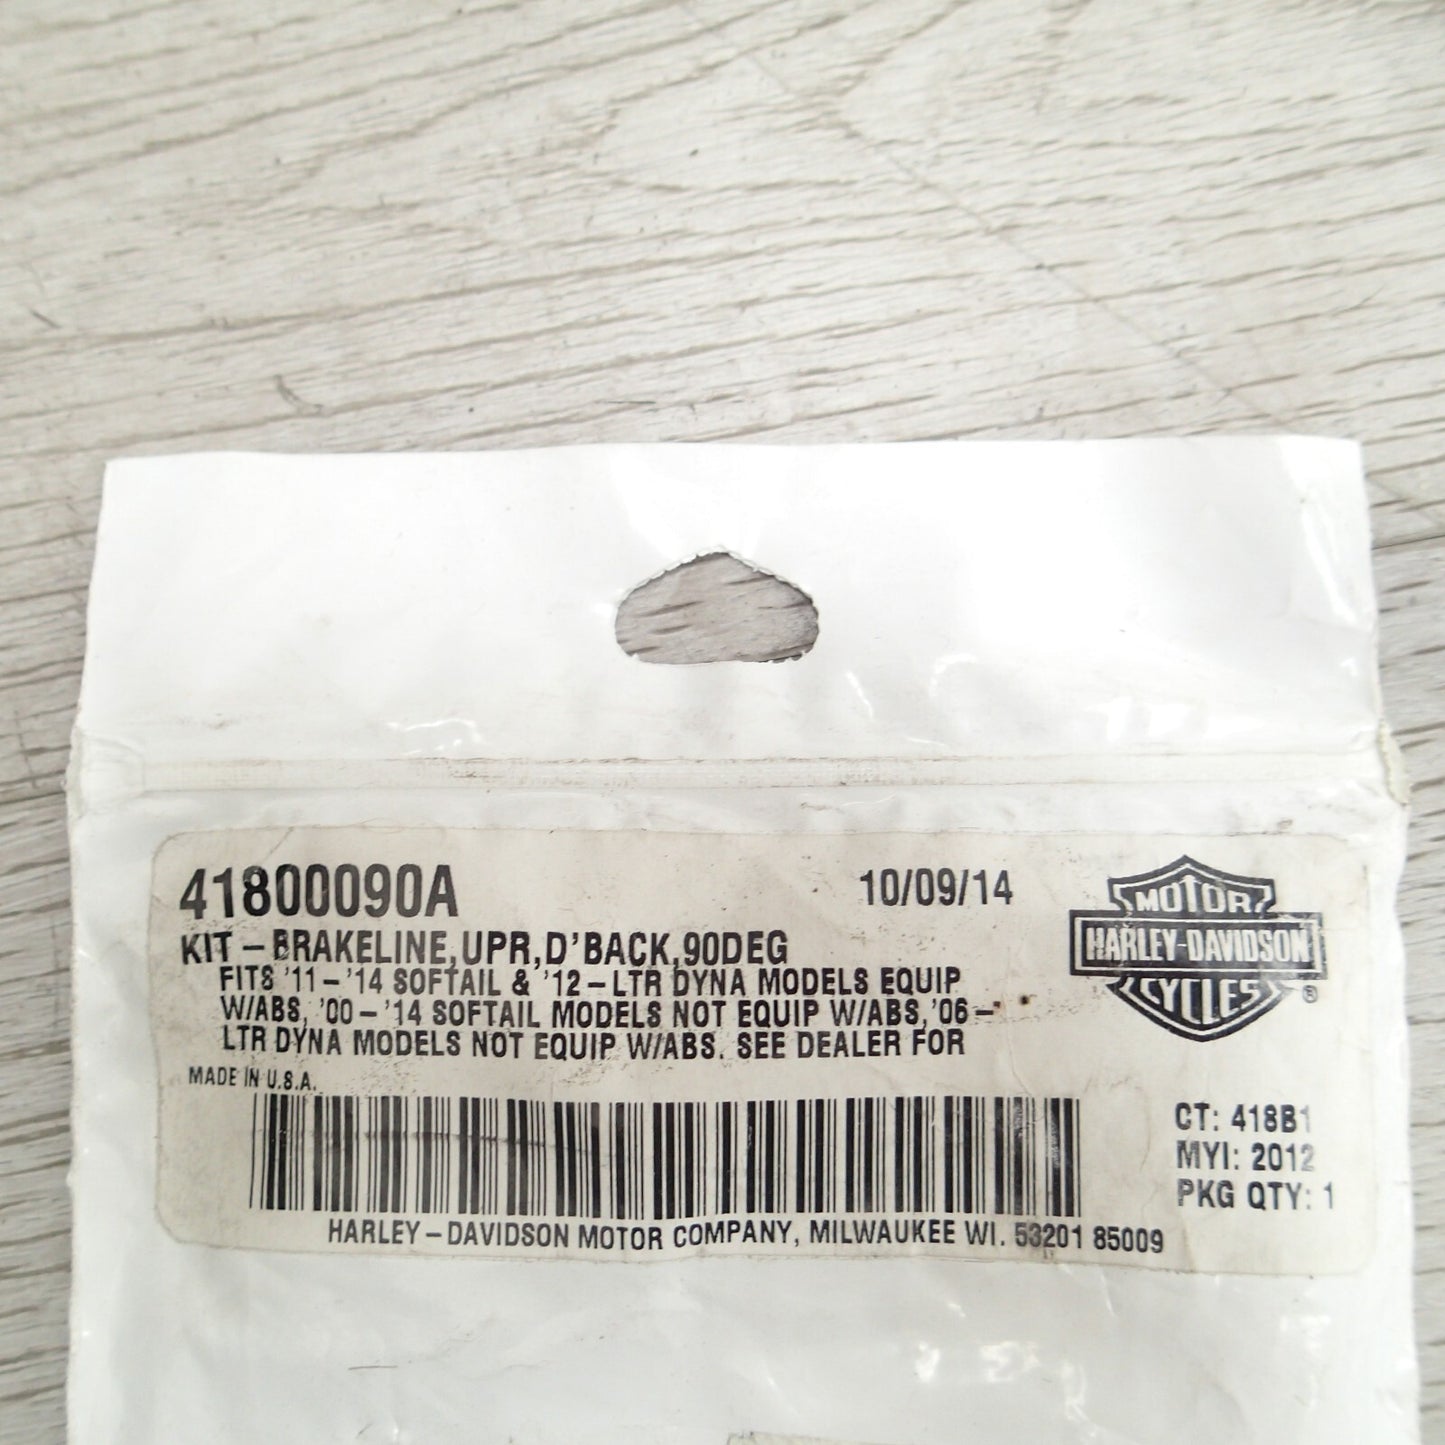 41800090A
10/09/14
KIT-BRAKELINE,UPR,D'BACK,90DEG
FITS '11-'14 SOFTAIL & '12-LTR DYNA MODELS EQUIP
W/ABS, '00-'14 SOFTAIL MODELS NOT EQUIP W/ABS,'06-
LTR DYNA MODELS NOT EQUIP W/ABS. SEE DEALER FOR
MADE IN U.S.A.
MOTOR
HARLEY-DAVIDSON
CYCLES
®
CT: 418B1
MYI: 2012
PKG QTY: 1
HARLEY-DAVIDSON MOTOR COMPANY, MILWAUKEE WI. 53201 85009